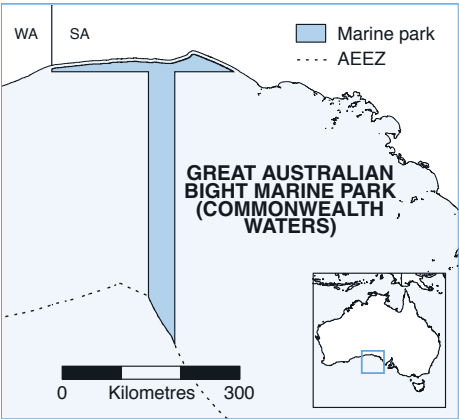 WA SA
Marine park
AEEZ
GREAT AUSTRALIAN
BIGHT MARINE PARK
(COMMONWEALTH
WATERS)
0 Kilometres 300